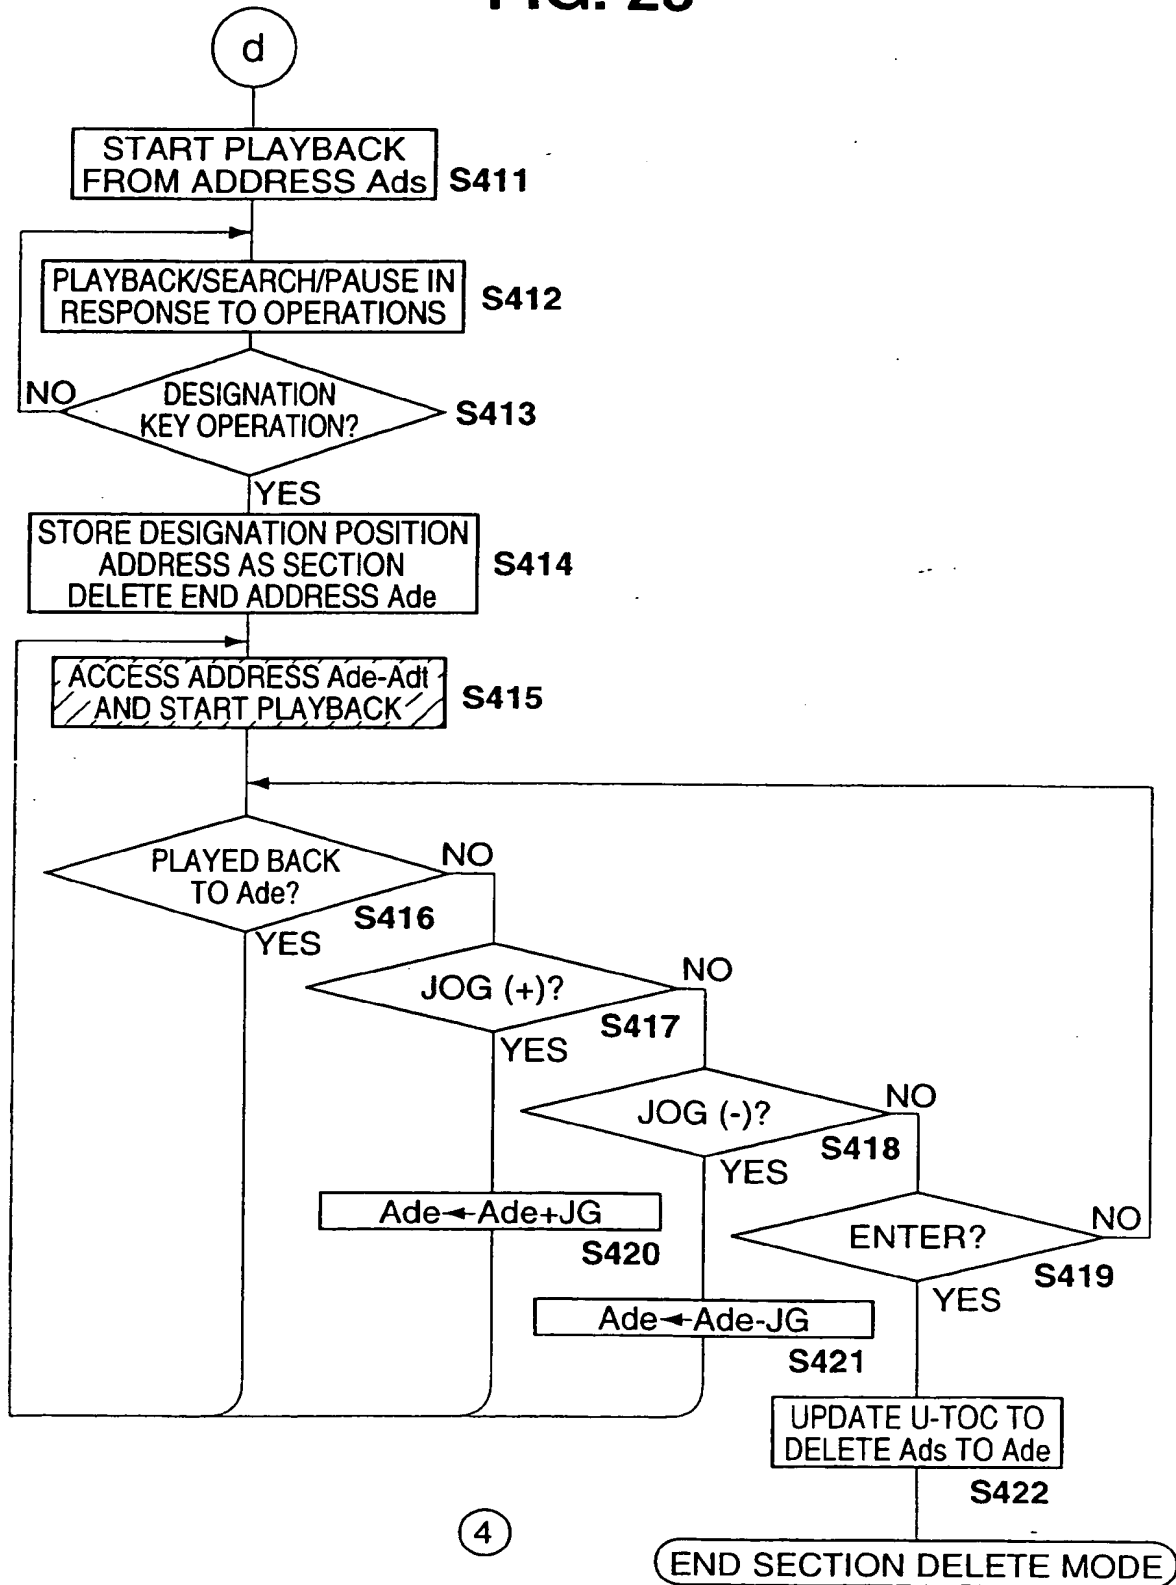 d
START PLAYBACK
FROM ADDRESS Ads
S411
PLAYBACK/SEARCH/PAUSE IN
RESPONSE TO OPERATIONS
S412
NO
DESIGNATION
KEY OPERATION?
S413
YES
STORE DESIGNATION POSITION
ADDRESS AS SECTION
DELETE END ADDRESS Ade
S414
ACCESS ADDRESS Ade-Adt
AND START PLAYBACK
S415
PLAYED BACK
TO Ade?
NO
S416
YES
JOG (+)?
NO
S417
YES
JOG (-)?
NO
S418
YES
Ade←Ade+JG
S420
ENTER?
NO
S419
YES
Ade←Ade-JG
S421
UPDATE U-TOC TO
DELETE Ads TO Ade
S422
4
END SECTION DELETE MODE